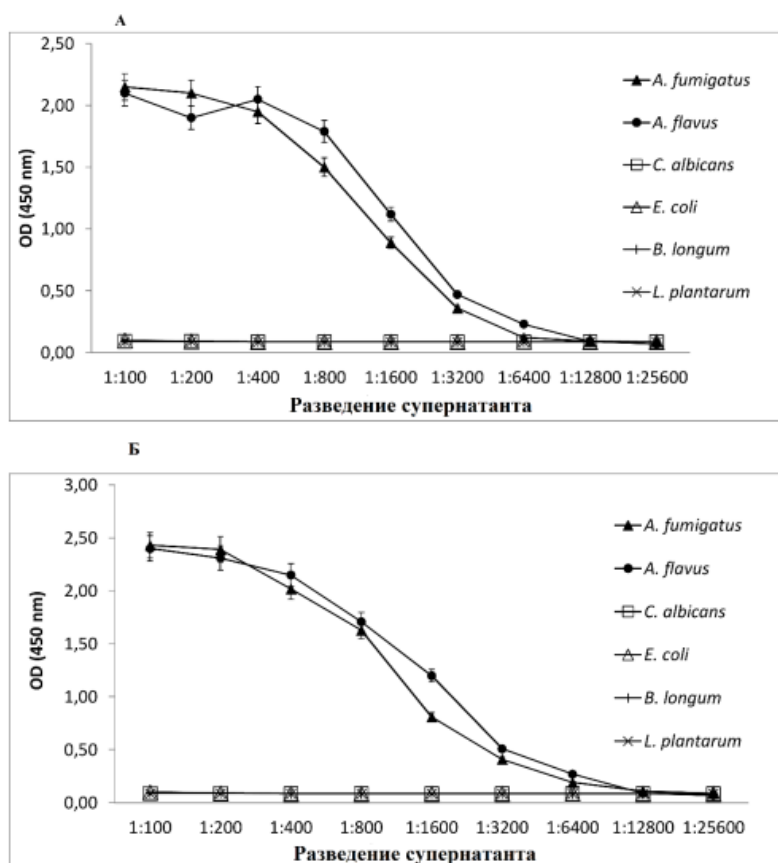 А
2,50
2,00
1,50
1,00
0,50
0,00
OD (450 nm)
1:100 1:200 1:400 1:800 1:1600 1:3200 1:6400 1:12800 1:25600
Разведение супернатанта
A. fumigatus
A. flavus
C. albicans
E. coli
B. longum
L. plantarum
Б
3,00
2,50
2,00
1,50
1,00
0,50
0,00
OD (450 nm)
1:100 1:200 1:400 1:800 1:1600 1:3200 1:6400 1:12800 1:25600
Разведение супернатанта
A. fumigatus
A. flavus
C. albicans
E. coli
B. longum
L. plantarum